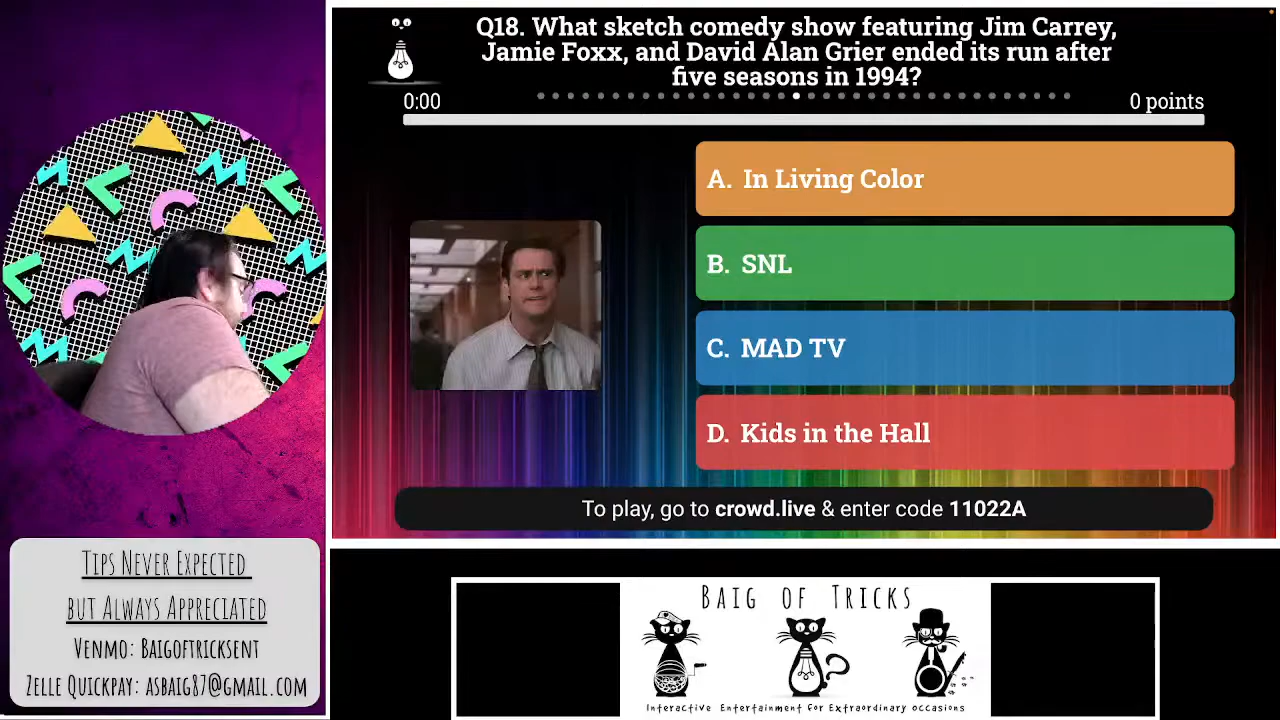 Q18. What sketch comedy show featuring Jim Carrey,
Jamie Foxx, and David Alan Grier ended its run after
five seasons in 1994?
0:00
0 points
A. In Living Color
B. SNL
C. MAD TV
D. Kids in the Hall
To play, go to crowd.live & enter code 11022A
Tips Never Expected
but Always Appreciated
Venmo: Baigoftricksent
Zelle Quickpay: asbaig87@gmail.com
Baig of Tricks
Interactive Entertainment for Extraordinary Occasions